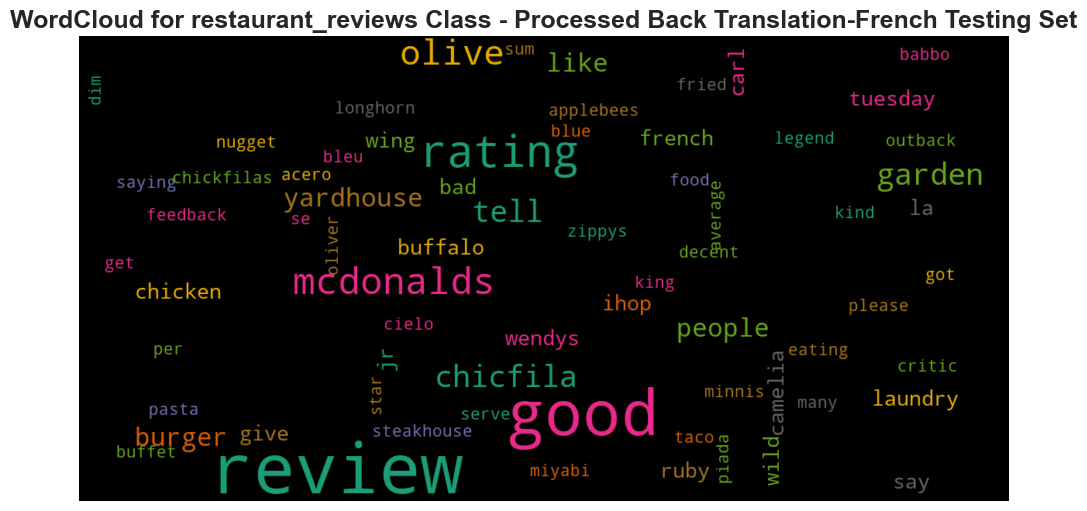 WordCloud for restaurant_reviews Class - Processed Back Translation-French Testing Set
olive
sum
like
carl
babbo
dim
fried
tuesday
longhorn
applebees
blue
nugget
wing
rating
french
legend
outback
bleu
saying
chickfilas
acero
yardhouse
bad
food
garden
feedback
se
oliver
tell
zippys
average
kind
la
buffalo
decent
get
chicken
mcdonalds
king
ihop
got
please
cielo
wendys
people
per
jr
eating
critic
star
chicfila
minnis
camelia
many
laundry
pasta
serve
good
burger
give
steakhouse
taco
piada
wild
buffet
review
miyabi
ruby
say